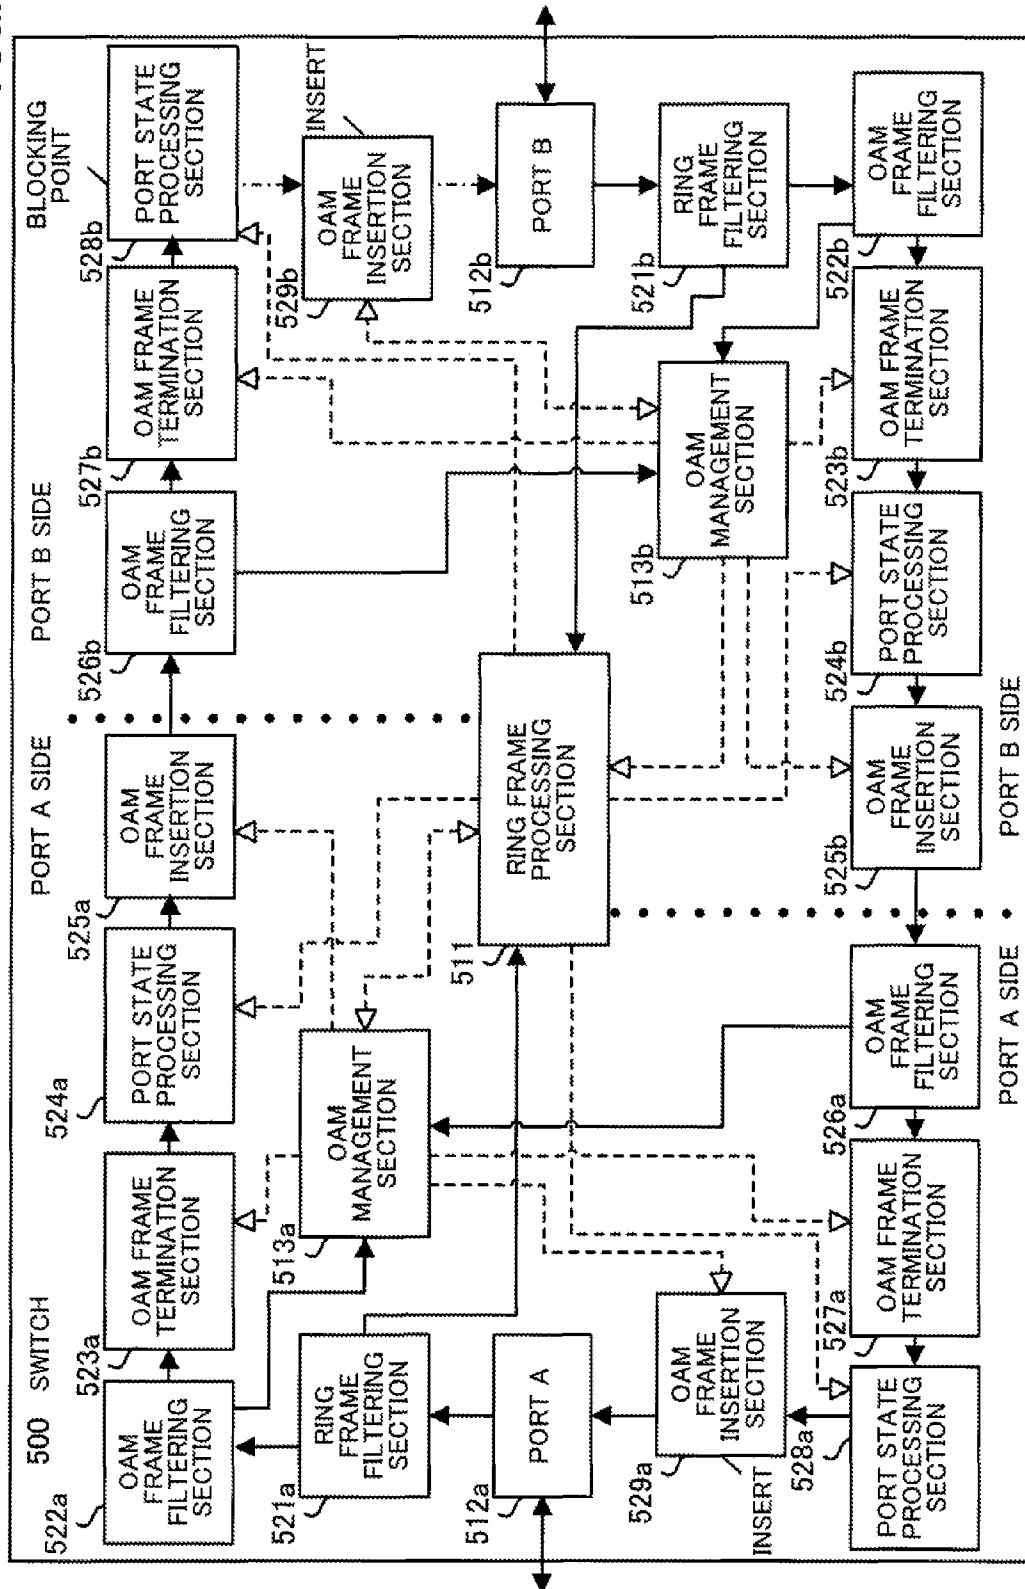 500
SWITCH
PORT A SIDE
PORT B SIDE
BLOCKING
POINT
522a
OAM
FRAME
FILTERING
SECTION
523a
OAM FRAME
TERMINATION
SECTION
524a
PORT STATE
PROCESSING
SECTION
525a
OAM
FRAME
INSERTION
SECTION
526b
OAM
FRAME
FILTERING
SECTION
527b
OAM FRAME
TERMINATION
SECTION
528b
PORT STATE
PROCESSING
SECTION
521a
RING
FRAME
FILTERING
SECTION
513a
OAM
MANAGEMENT
SECTION
529b
OAM
FRAME
INSERTION
SECTION
INSERT
512a
PORT A
511
RING FRAME
PROCESSING
SECTION
512b
PORT B
529a
OAM
FRAME
INSERTION
SECTION
INSERT
513b
OAM
MANAGEMENT
SECTION
521b
RING
FRAME
FILTERING
SECTION
528a
PORT STATE
PROCESSING
SECTION
527a
OAM FRAME
TERMINATION
SECTION
526a
OAM
FRAME
FILTERING
SECTION
525b
OAM
FRAME
INSERTION
SECTION
524b
PORT STATE
PROCESSING
SECTION
523b
OAM FRAME
TERMINATION
SECTION
522b
OAM
FRAME
FILTERING
SECTION
PORT A SIDE
PORT B SIDE